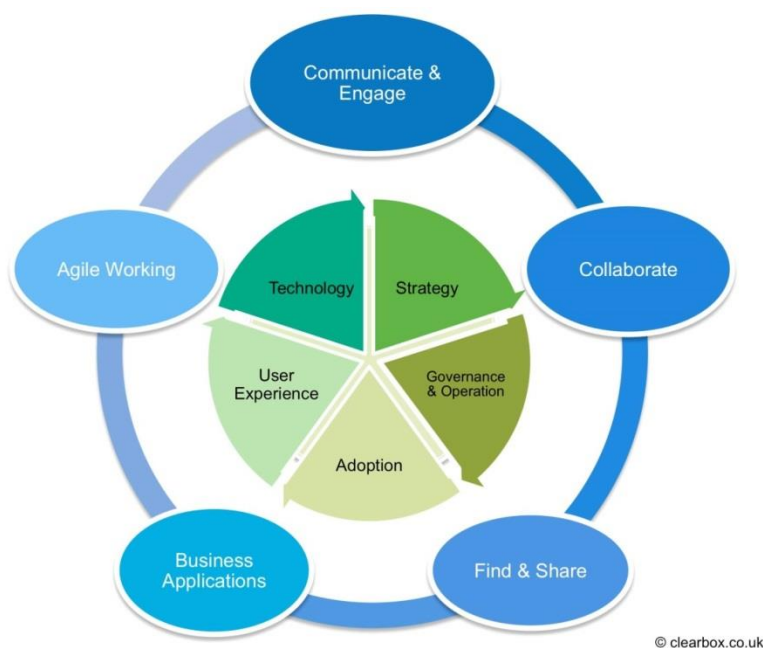 Communicate &
Engage
Agile Working
Collaborate
Technology
Strategy
User
Experience
Governance
& Operation
Adoption
Business
Applications
Find & Share
© clearbox.co.uk